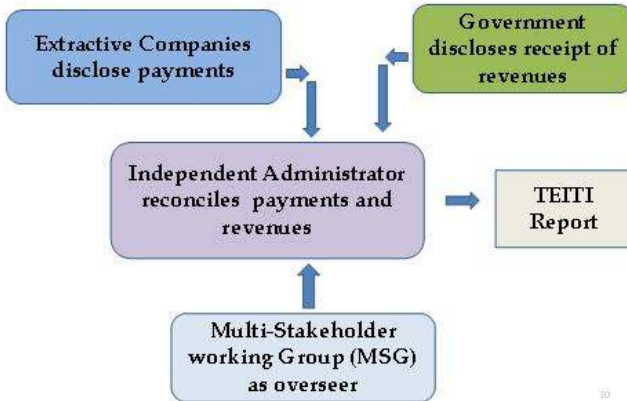 Extractive Companies
disclose payments
Government
discloses receipt of
revenues
Independent Administrator
reconciles payments and
revenues
TEITI
Report
Multi-Stakeholder
working Group (MSG)
as overseer
10